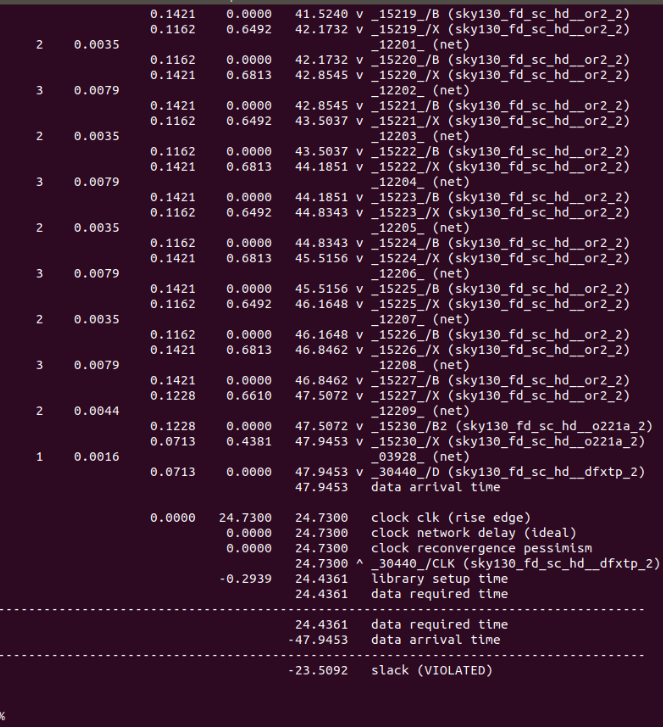 0.1421 0.0000 41.5240 v _15219_/B (sky130_fd_sc_hd__or2_2)
0.1162 0.6492 42.1732 v _15219_/X (sky130_fd_sc_hd__or2_2)
2 0.0035 _12201_ (net)
0.1162 0.0000 42.1732 v _15220_/B (sky130_fd_sc_hd__or2_2)
0.1421 0.6813 42.8545 v _15220_/X (sky130_fd_sc_hd__or2_2)
3 0.0079 _12202_ (net)
0.1421 0.0000 42.8545 v _15221_/B (sky130_fd_sc_hd__or2_2)
0.1162 0.6492 43.5037 v _15221_/X (sky130_fd_sc_hd__or2_2)
2 0.0035 _12203_ (net)
0.1162 0.0000 43.5037 v _15222_/B (sky130_fd_sc_hd__or2_2)
0.1421 0.6813 44.1851 v _15222_/X (sky130_fd_sc_hd__or2_2)
3 0.0079 _12204_ (net)
0.1421 0.0000 44.1851 v _15223_/B (sky130_fd_sc_hd__or2_2)
0.1162 0.6492 44.8343 v _15223_/X (sky130_fd_sc_hd__or2_2)
2 0.0035 _12205_ (net)
0.1162 0.0000 44.8343 v _15224_/B (sky130_fd_sc_hd__or2_2)
0.1421 0.6813 45.5156 v _15224_/X (sky130_fd_sc_hd__or2_2)
3 0.0079 _12206_ (net)
0.1421 0.0000 45.5156 v _15225_/B (sky130_fd_sc_hd__or2_2)
0.1162 0.6492 46.1648 v _15225_/X (sky130_fd_sc_hd__or2_2)
2 0.0035 _12207_ (net)
0.1162 0.0000 46.1648 v _15226_/B (sky130_fd_sc_hd__or2_2)
0.1421 0.6813 46.8462 v _15226_/X (sky130_fd_sc_hd__or2_2)
3 0.0079 _12208_ (net)
0.1421 0.0000 46.8462 v _15227_/B (sky130_fd_sc_hd__or2_2)
0.1228 0.6610 47.5072 v _15227_/X (sky130_fd_sc_hd__or2_2)
2 0.0044 _12209_ (net)
0.1228 0.0000 47.5072 v _15230_/B2 (sky130_fd_sc_hd__o221a_2)
0.0713 0.4381 47.9453 v _15230_/X (sky130_fd_sc_hd__o221a_2)
1 0.0016 _03928_ (net)
0.0713 0.0000 47.9453 v _30440_/D (sky130_fd_sc_hd__dfxtp_2)
47.9453 data arrival time
0.0000 24.7300 24.7300 clock clk (rise edge)
0.0000 24.7300 clock network delay (ideal)
0.0000 24.7300 clock reconvergence pessimism
24.7300 ^ _30440_/CLK (sky130_fd_sc_hd__dfxtp_2)
-0.2939 24.4361 library setup time
24.4361 data required time
---------------------------------------------------------------------------------------
24.4361 data required time
-47.9453 data arrival time
---------------------------------------------------------------------------------------
-23.5092 slack (VIOLATED)
%